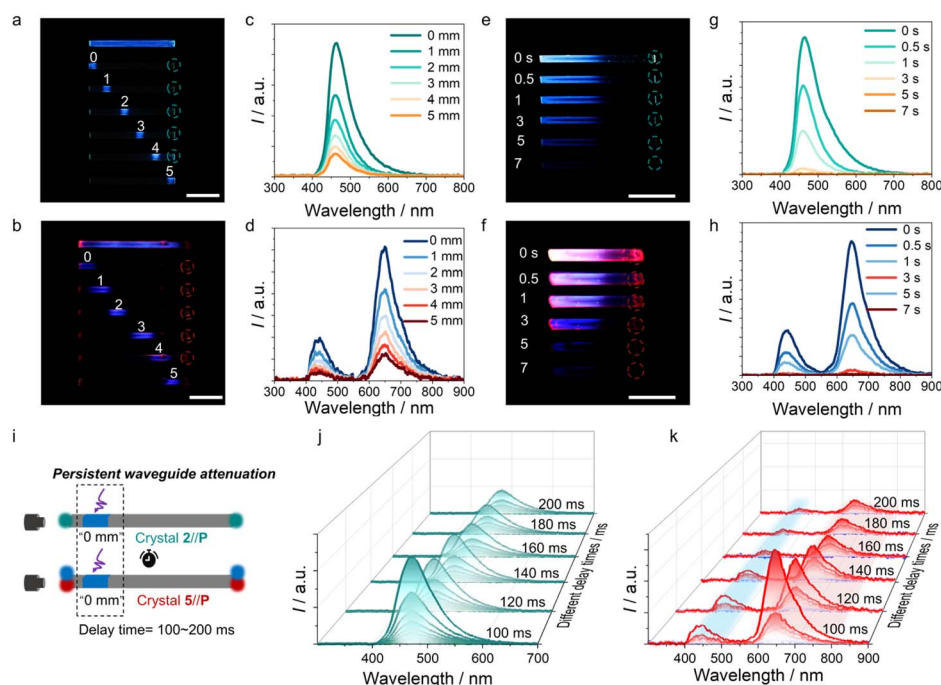 a
0
1
2
3
4
5
c
I / a.u.
0 mm
1 mm
2 mm
3 mm
4 mm
5 mm
300 400 500 600 700 800
Wavelength / nm
e
0 s
0.5
1
3
5
7
g
I / a.u.
0 s
0.5 s
1 s
3 s
5 s
7 s
300 400 500 600 700 800
Wavelength / nm
b
0
1
2
3
4
5
d
I / a.u.
0 mm
1 mm
2 mm
3 mm
4 mm
5 mm
300 400 500 600 700 800 900
Wavelength / nm
f
0 s
0.5
1
3
5
7
h
I / a.u.
0 s
0.5 s
1 s
3 s
5 s
7 s
300 400 500 600 700 800 900
Wavelength / nm
i
Persistent waveguide attenuation
"0 mm" Crystal 2//P
"0 mm" Crystal 5//P
Delay time= 100~200 ms
j
I / a.u.
200 ms
180 ms
160 ms
140 ms
120 ms
100 ms
Different delay times / ms
400 500 600 700
Wavelength / nm
k
I / a.u.
200 ms
180 ms
160 ms
140 ms
120 ms
100 ms
Different delay times / ms
400 500 600 700 800 900
Wavelength / nm